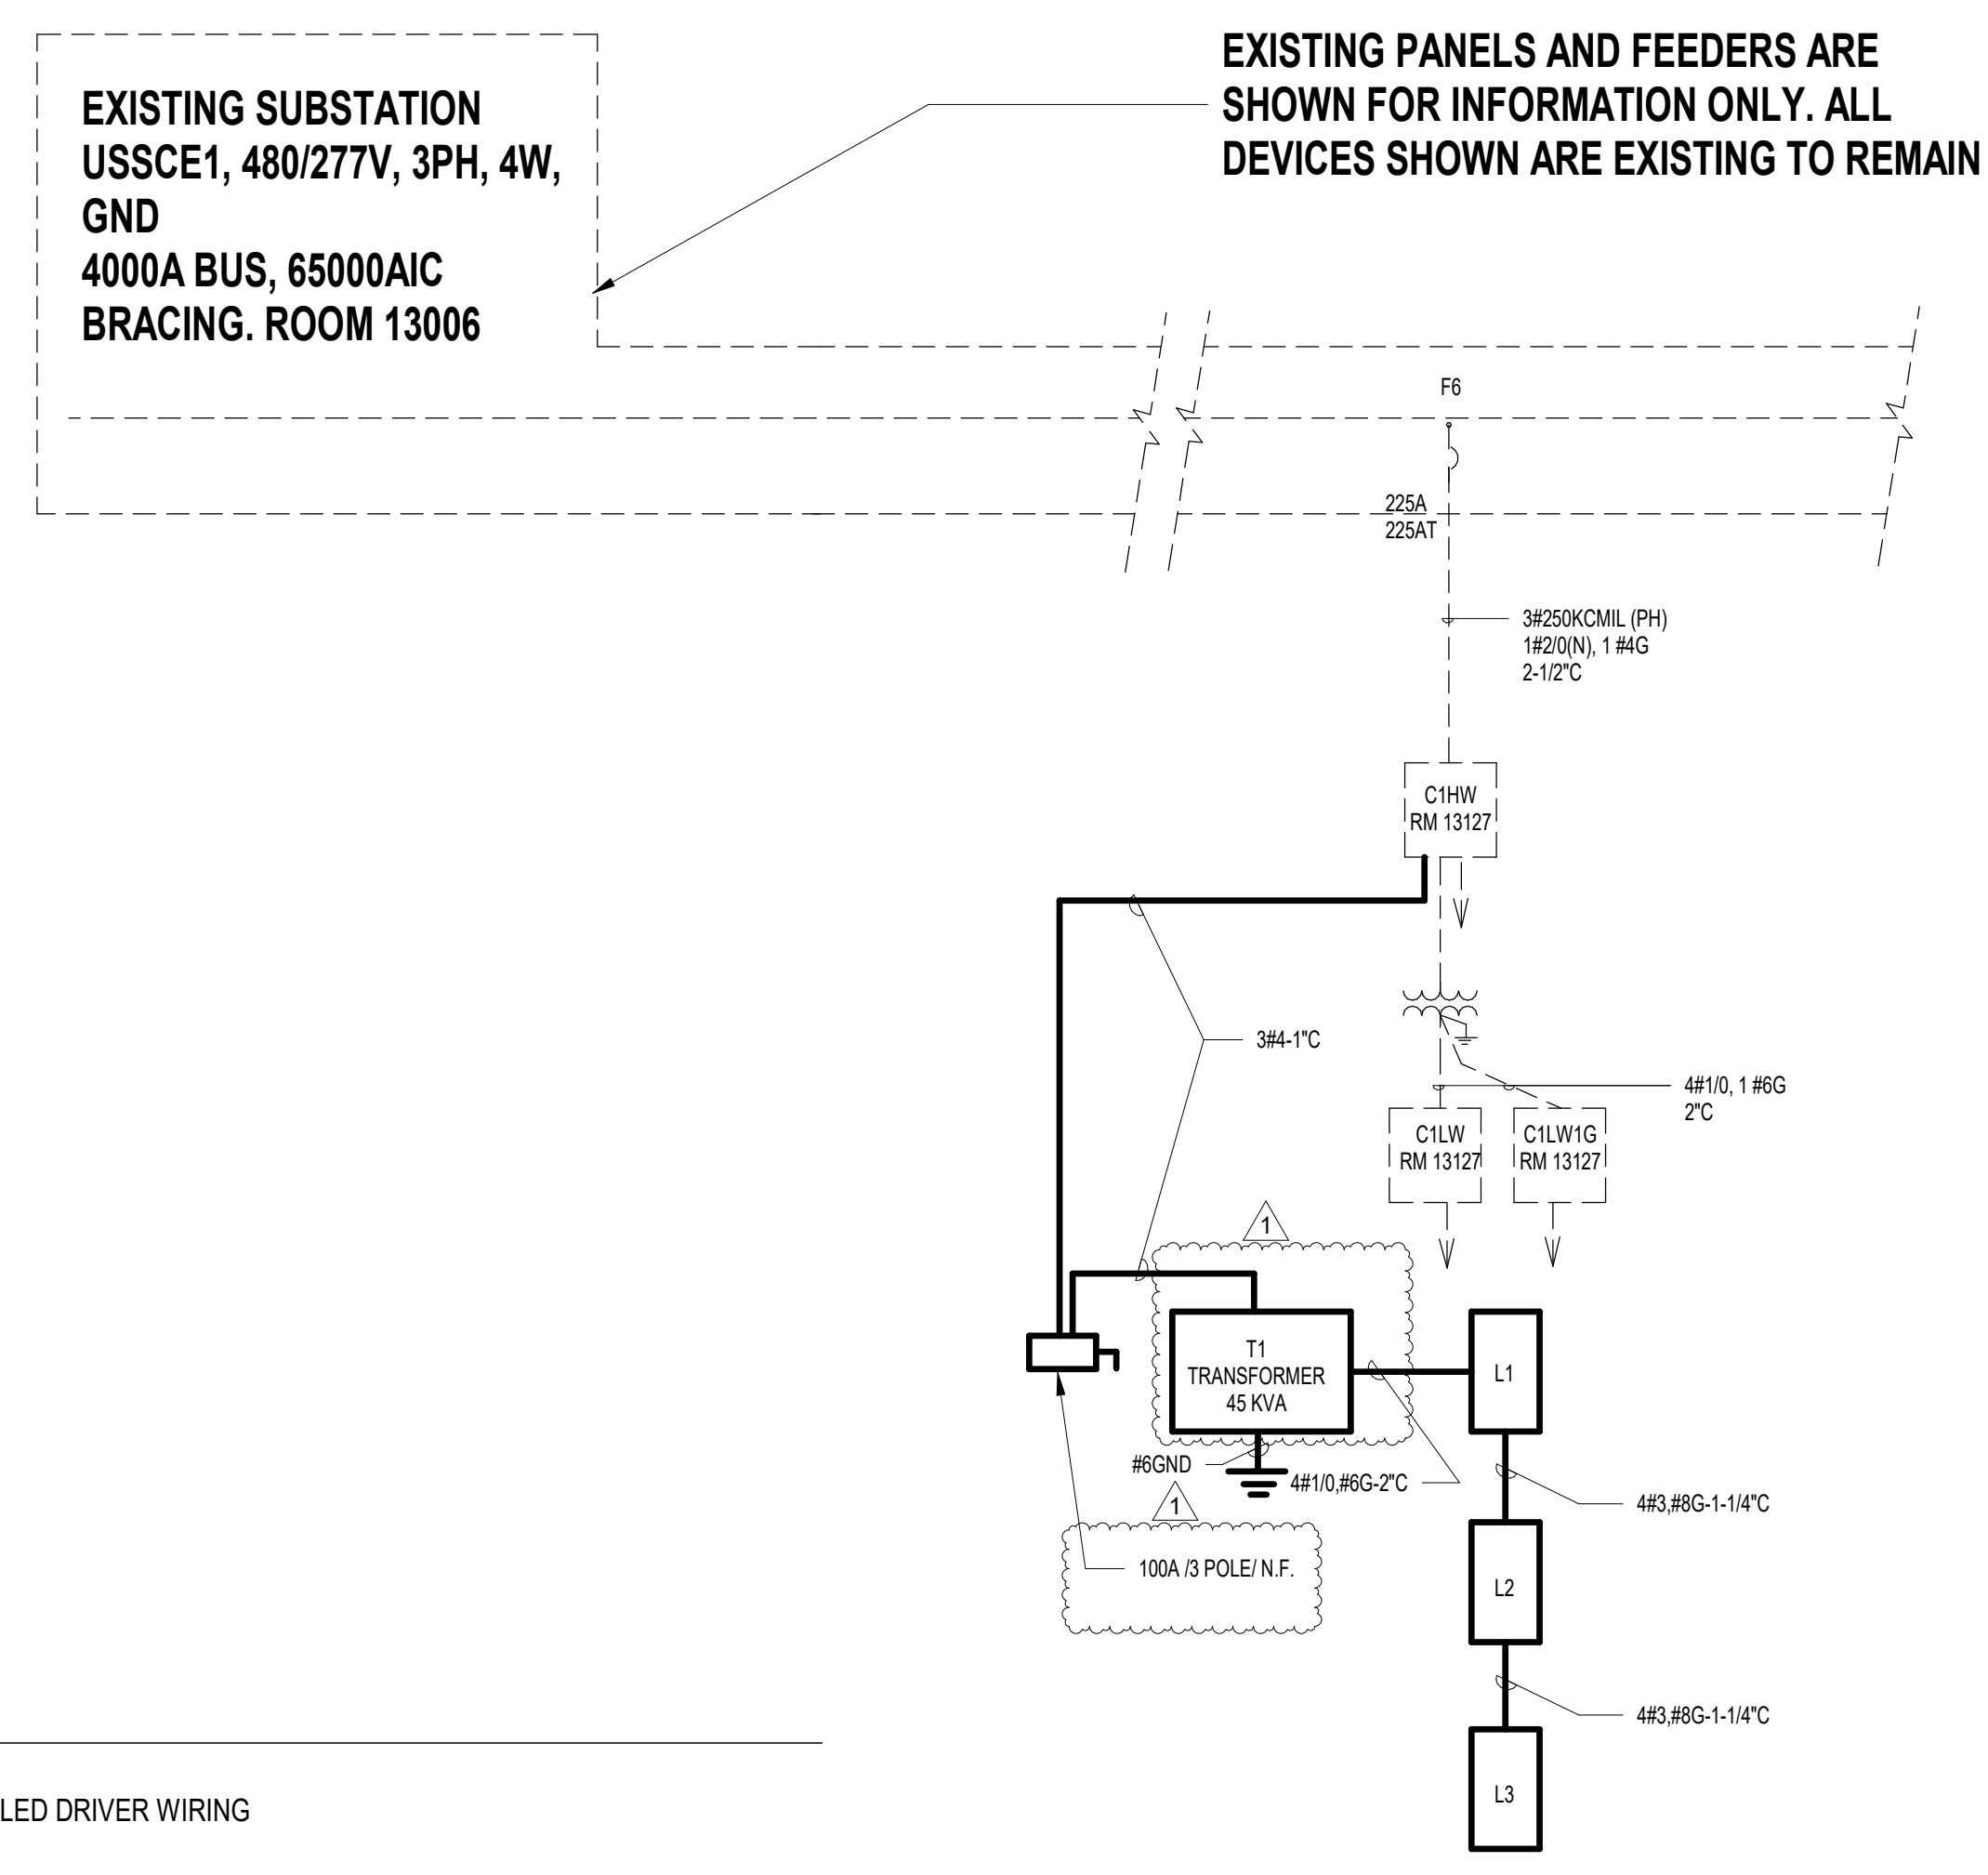 EXISTING SUBSTATION
USSCE1, 480/277V, 3PH, 4W,
GND
4000A BUS, 65000AIC
BRACING. ROOM 13006
EXISTING PANELS AND FEEDERS ARE
SHOWN FOR INFORMATION ONLY. ALL
DEVICES SHOWN ARE EXISTING TO REMAIN
F6
225A
225AT
3#250KCMIL (PH)
1#2/0(N), 1 #4G
2-1/2"C
C1HW
RM 13127
3#4-1"C
4#1/0, 1 #6G
2"C
C1LW
RM 13127
C1LW1G
RM 13127
1
T1
TRANSFORMER
45 KVA
L1
#6GND
4#1/0,#6G-2"C
1
4#3,#8G-1-1/4"C
100A /3 POLE/ N.F.
L2
4#3,#8G-1-1/4"C
L3
LED DRIVER WIRING